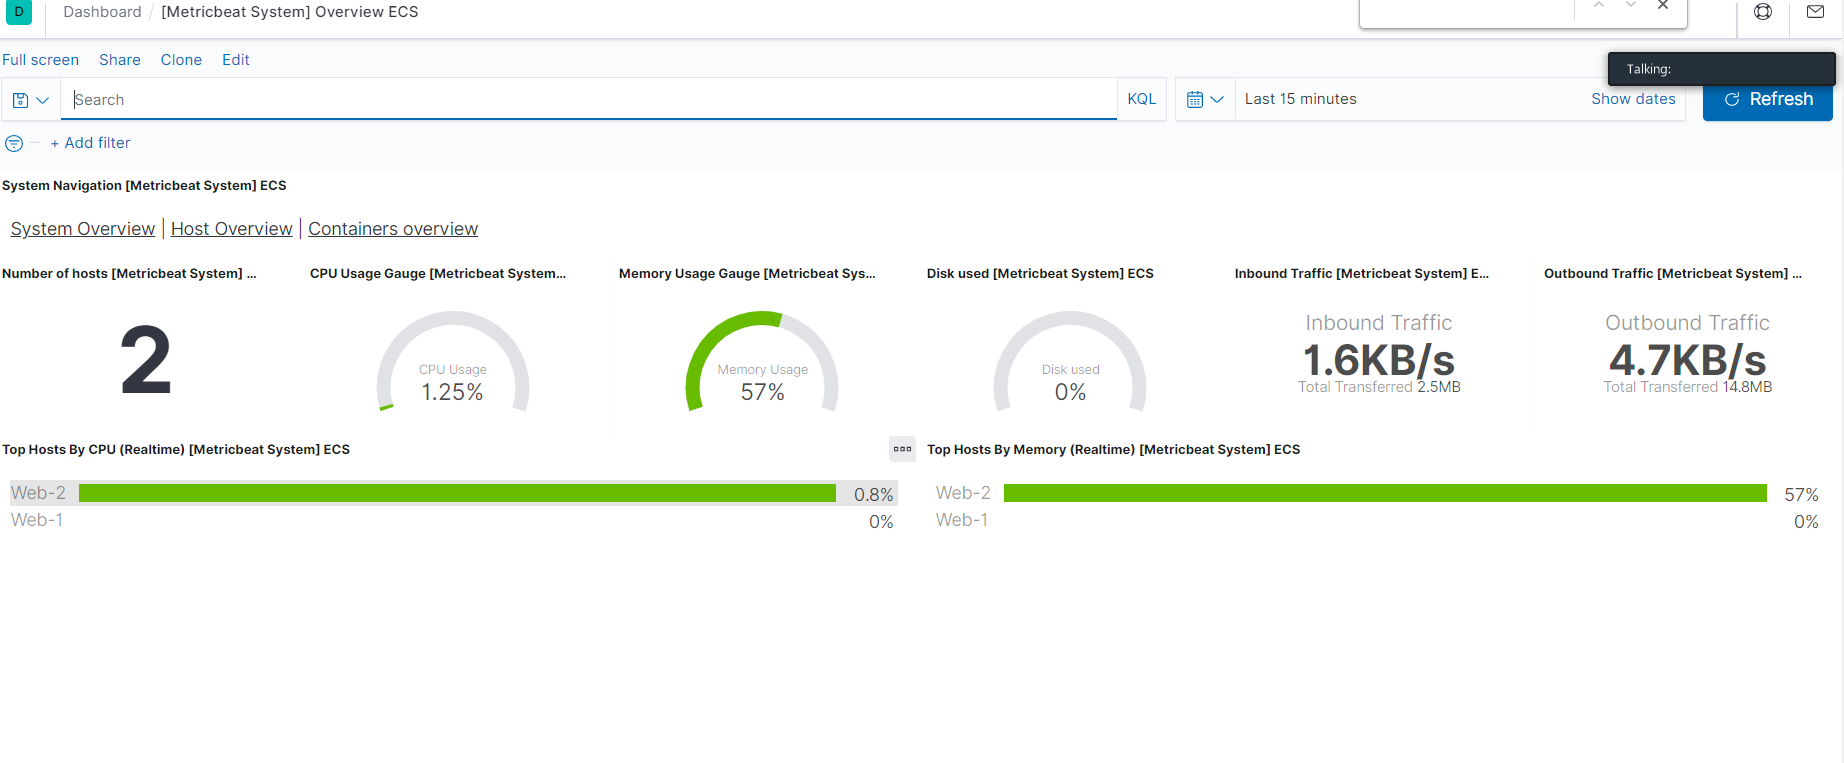 D Dashboard / [Metricbeat System] Overview ECS
Full screen Share Clone Edit
Talking:
Search KQL Last 15 minutes Show dates Refresh
+ Add filter
System Navigation [Metricbeat System] ECS
System Overview | Host Overview | Containers overview
Number of hosts [Metricbeat System] ... CPU Usage Gauge [Metricbeat System... Memory Usage Gauge [Metricbeat Sys... Disk used [Metricbeat System] ECS Inbound Traffic [Metricbeat System] E... Outbound Traffic [Metricbeat System] ...
2
CPU Usage
1.25%
Memory Usage
57%
Disk used
0%
Inbound Traffic
1.6KB/s
Total Transferred 2.5MB
Outbound Traffic
4.7KB/s
Total Transferred 14.8MB
Top Hosts By CPU (Realtime) [Metricbeat System] ECS
Web-2 0.8%
Web-1 0%
Top Hosts By Memory (Realtime) [Metricbeat System] ECS
Web-2 57%
Web-1 0%